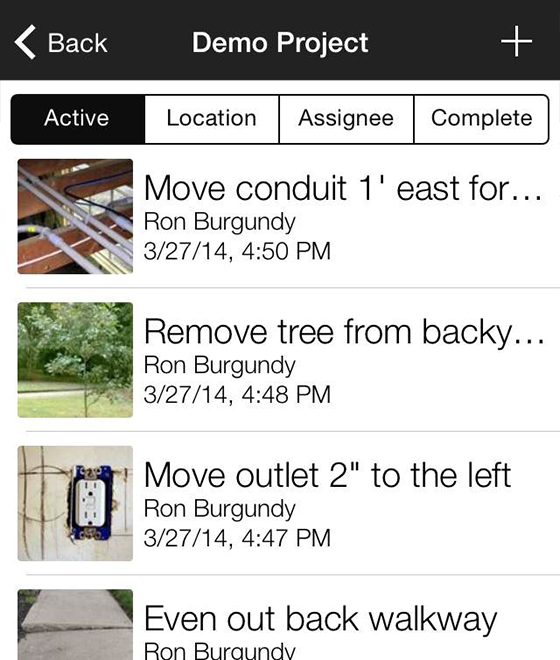 Back Demo Project +
Active Location Assignee Complete
Move conduit 1' east for...
Ron Burgundy
3/27/14, 4:50 PM
Remove tree from backy...
Ron Burgundy
3/27/14, 4:48 PM
Move outlet 2" to the left
Ron Burgundy
3/27/14, 4:47 PM
Even out back walkway
Ron Burgundy